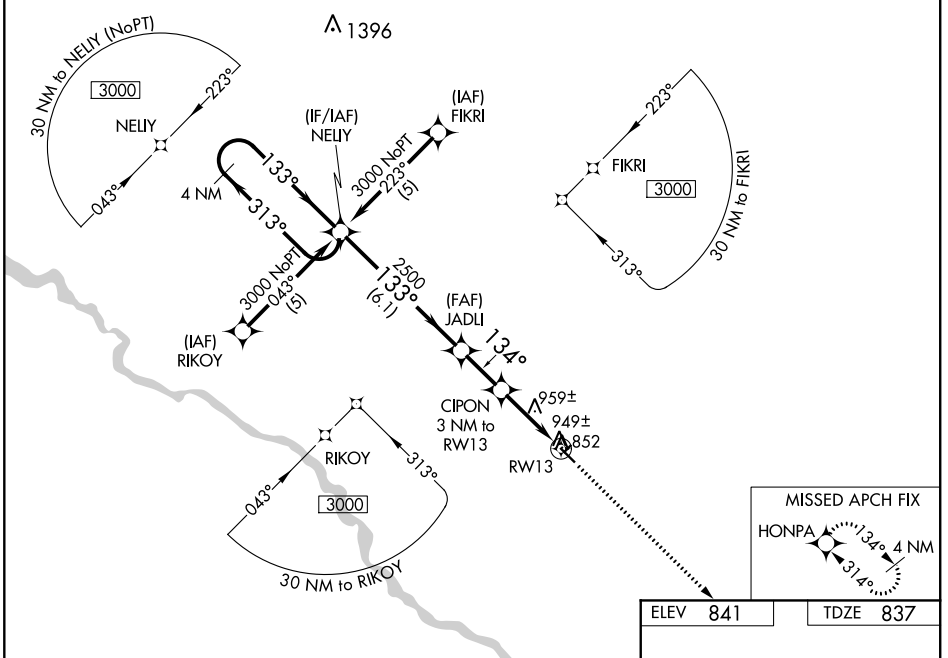 1396
30 NM to NELIY (NoPT)
3000
223°
NELIY
043°
(IF/IAF)
NELIY
(IAF)
FIKRI
3000 NoPT
223°
(5)
133°
4 NM
313°
3000 NoPT
043°
(5)
(IAF)
RIKOY
223°
FIKRI
3000
313°
30 NM to FIKRI
2500
133°
(6.1)
(FAF)
JADLI
134°
CIPON
3 NM to
RW13
959±
949±
852
RW13
RIKOY
043°
313°
3000
30 NM to RIKOY
MISSED APCH FIX
HONPA
134°
4 NM
314°
ELEV 841
TDZE 837